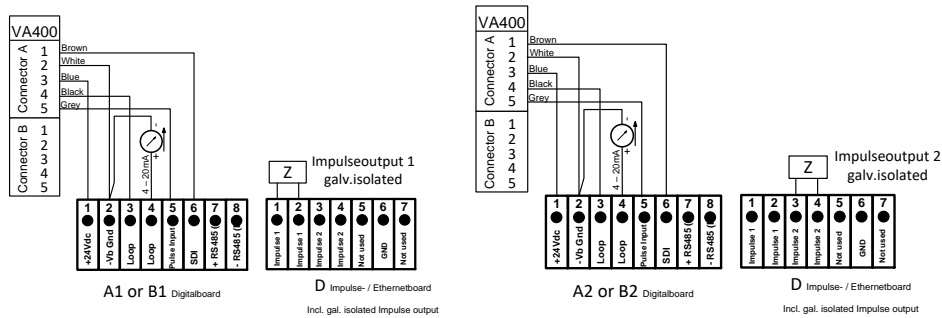 VA400
Connector A
1 Brown
2 White
3 Blue
4 Black
5 Grey
Connector B
1
2
3
4
5
-
+
4 – 20mA
Z
Impulseoutput 1
galv.isolated
1 2 3 4 5 6 7 8
+24Vdc
-Vb Gnd
Loop
Loop
Pulse Input
SDI
+ RS485 (
- RS485 (
A1 or B1 Digitalboard
1 2 3 4 5 6 7
Impulse 1
Impulse 1
Impulse 2
Impulse 2
Not used
GND
Not used
D Impulse- / Ethernetboard
Incl. gal. isolated Impulse output
VA400
Connector A
1 Brown
2 White
3 Blue
4 Black
5 Grey
Connector B
1
2
3
4
5
-
+
4 – 20mA
Z
Impulseoutput 2
galv.isolated
1 2 3 4 5 6 7 8
+24Vdc
-Vb Gnd
Loop
Loop
Pulse Input
SDI
+ RS485 (
- RS485 (
A2 or B2 Digitalboard
1 2 3 4 5 6 7
Impulse 1
Impulse 1
Impulse 2
Impulse 2
Not used
GND
Not used
D Impulse- / Ethernetboard
Incl. gal. isolated Impulse output